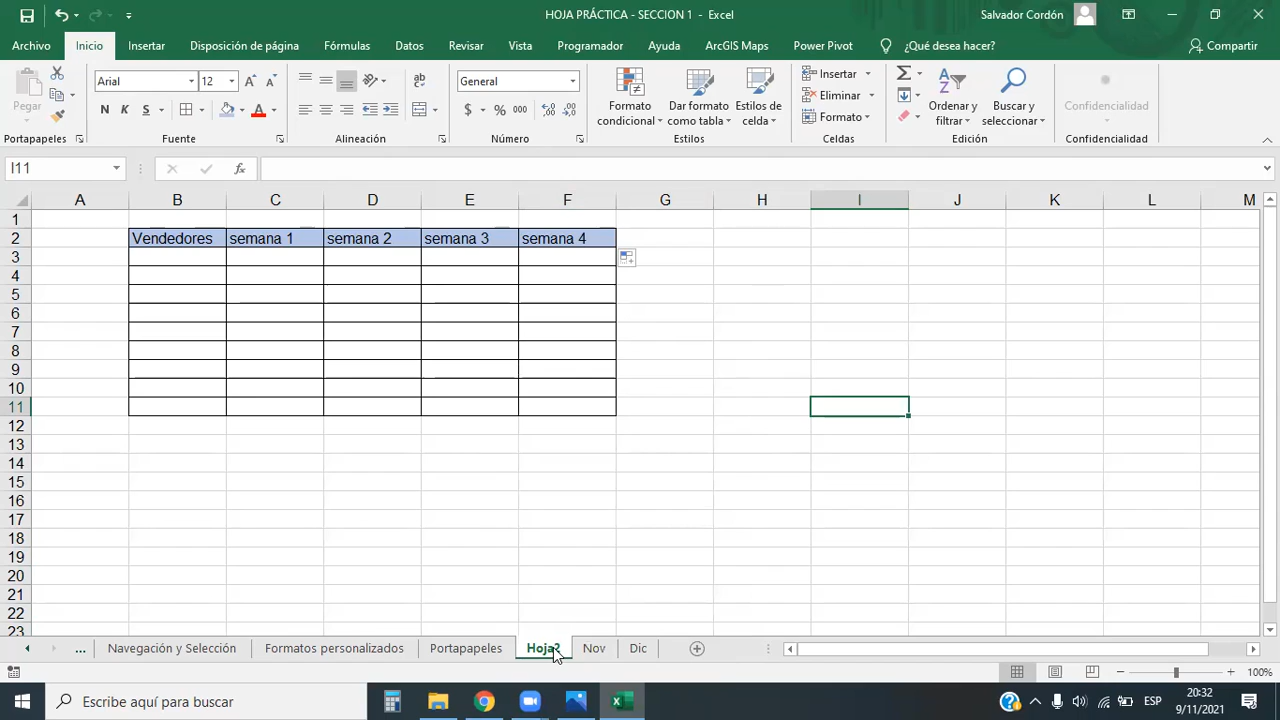 HOJA PRÁCTICA - SECCION 1 - Excel
Salvador Cordón
Archivo Inicio Insertar Disposición de página Fórmulas Datos Revisar Vista Programador Ayuda ArcGIS Maps Power Pivot ¿Qué desea hacer? Compartir
Pegar
Portapapeles
Arial 12
N K S
Fuente
Alineación
General
$ % 000
Número
Formato condicional
Dar formato como tabla
Estilos de celda
Estilos
Insertar
Eliminar
Formato
Celdas
Ordenar y filtrar
Buscar y seleccionar
Edición
Confidencialidad
Confidencialidad
I11
fx
A B C D E F G H I J K L M
1
2 Vendedores semana 1 semana 2 semana 3 semana 4
3
4
5
6
7
8
9
10
11
12
13
14
15
16
17
18
19
20
21
22
23
... Navegación y Selección Formatos personalizados Portapapeles Hoja2 Nov Dic
100%
Escribe aquí para buscar
ESP
20:32
9/11/2021